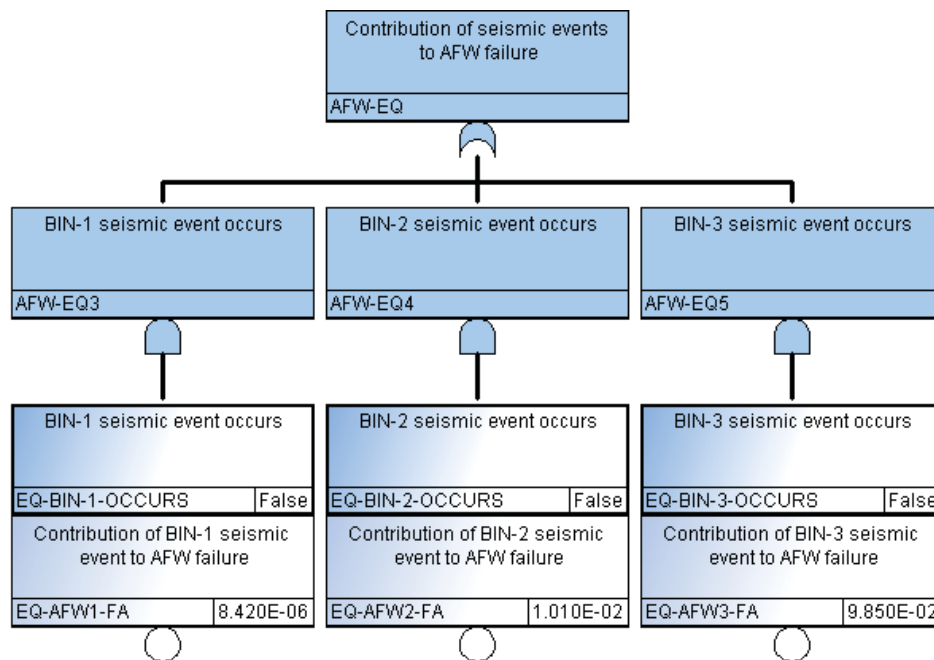 Contribution of seismic events
to AFW failure
AFW-EQ
BIN-1 seismic event occurs
AFW-EQ3
BIN-2 seismic event occurs
AFW-EQ4
BIN-3 seismic event occurs
AFW-EQ5
BIN-1 seismic event occurs
EQ-BIN-1-OCCURS False
Contribution of BIN-1 seismic
event to AFW failure
EQ-AFW1-FA 8.420E-06
BIN-2 seismic event occurs
EQ-BIN-2-OCCURS False
Contribution of BIN-2 seismic
event to AFW failure
EQ-AFW2-FA 1.010E-02
BIN-3 seismic event occurs
EQ-BIN-3-OCCURS False
Contribution of BIN-3 seismic
event to AFW failure
EQ-AFW3-FA 9.850E-02